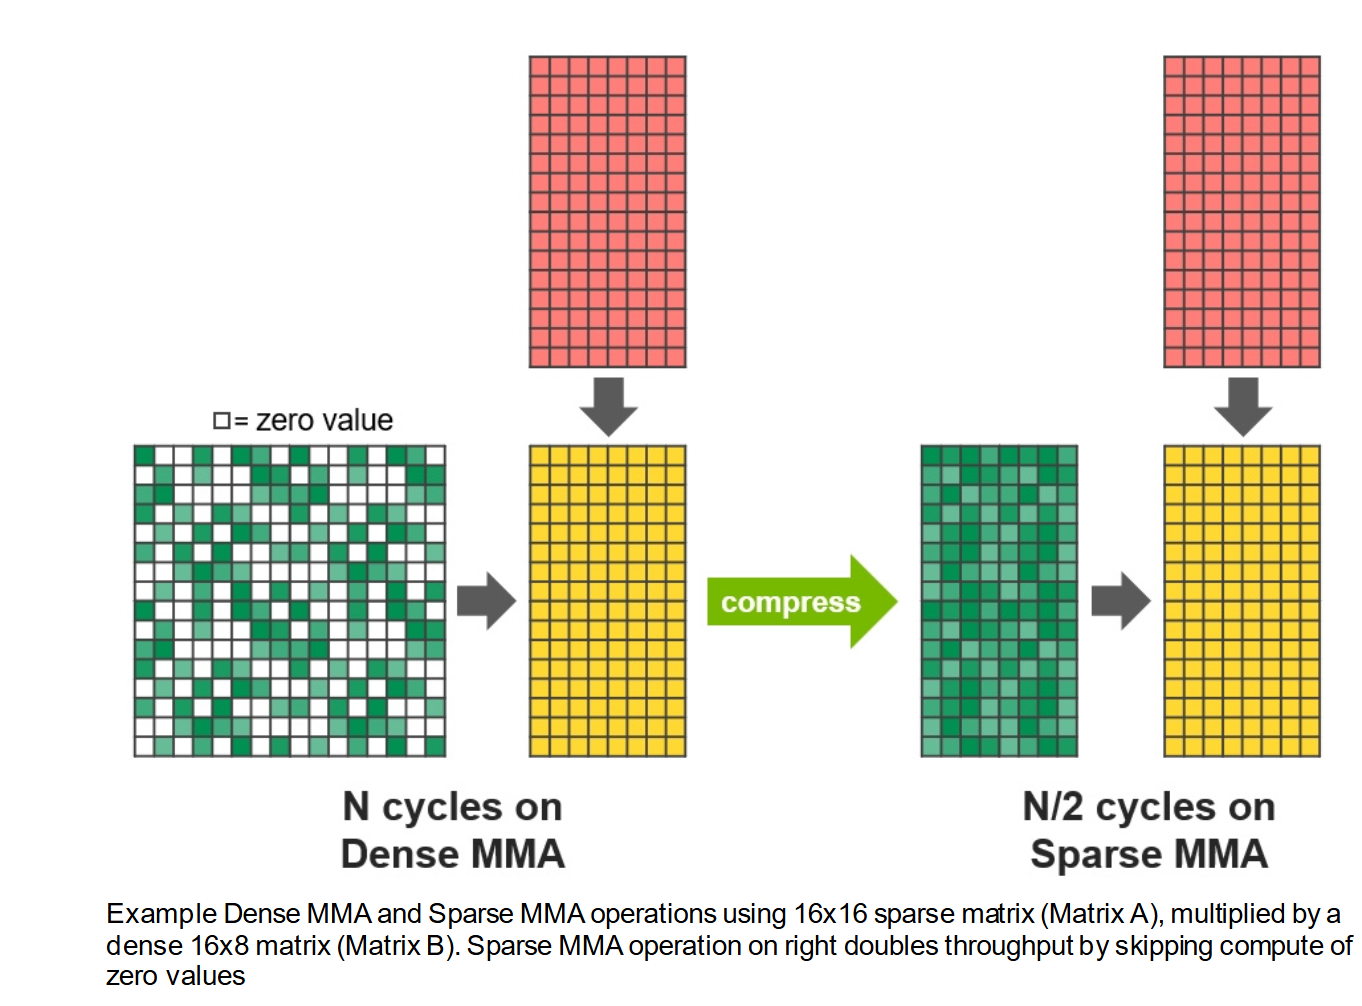 □= zero value
compress
N cycles on
Dense MMA
N/2 cycles on
Sparse MMA
Example Dense MMA and Sparse MMA operations using 16x16 sparse matrix (Matrix A), multiplied by a
dense 16x8 matrix (Matrix B). Sparse MMA operation on right doubles throughput by skipping compute of
zero values